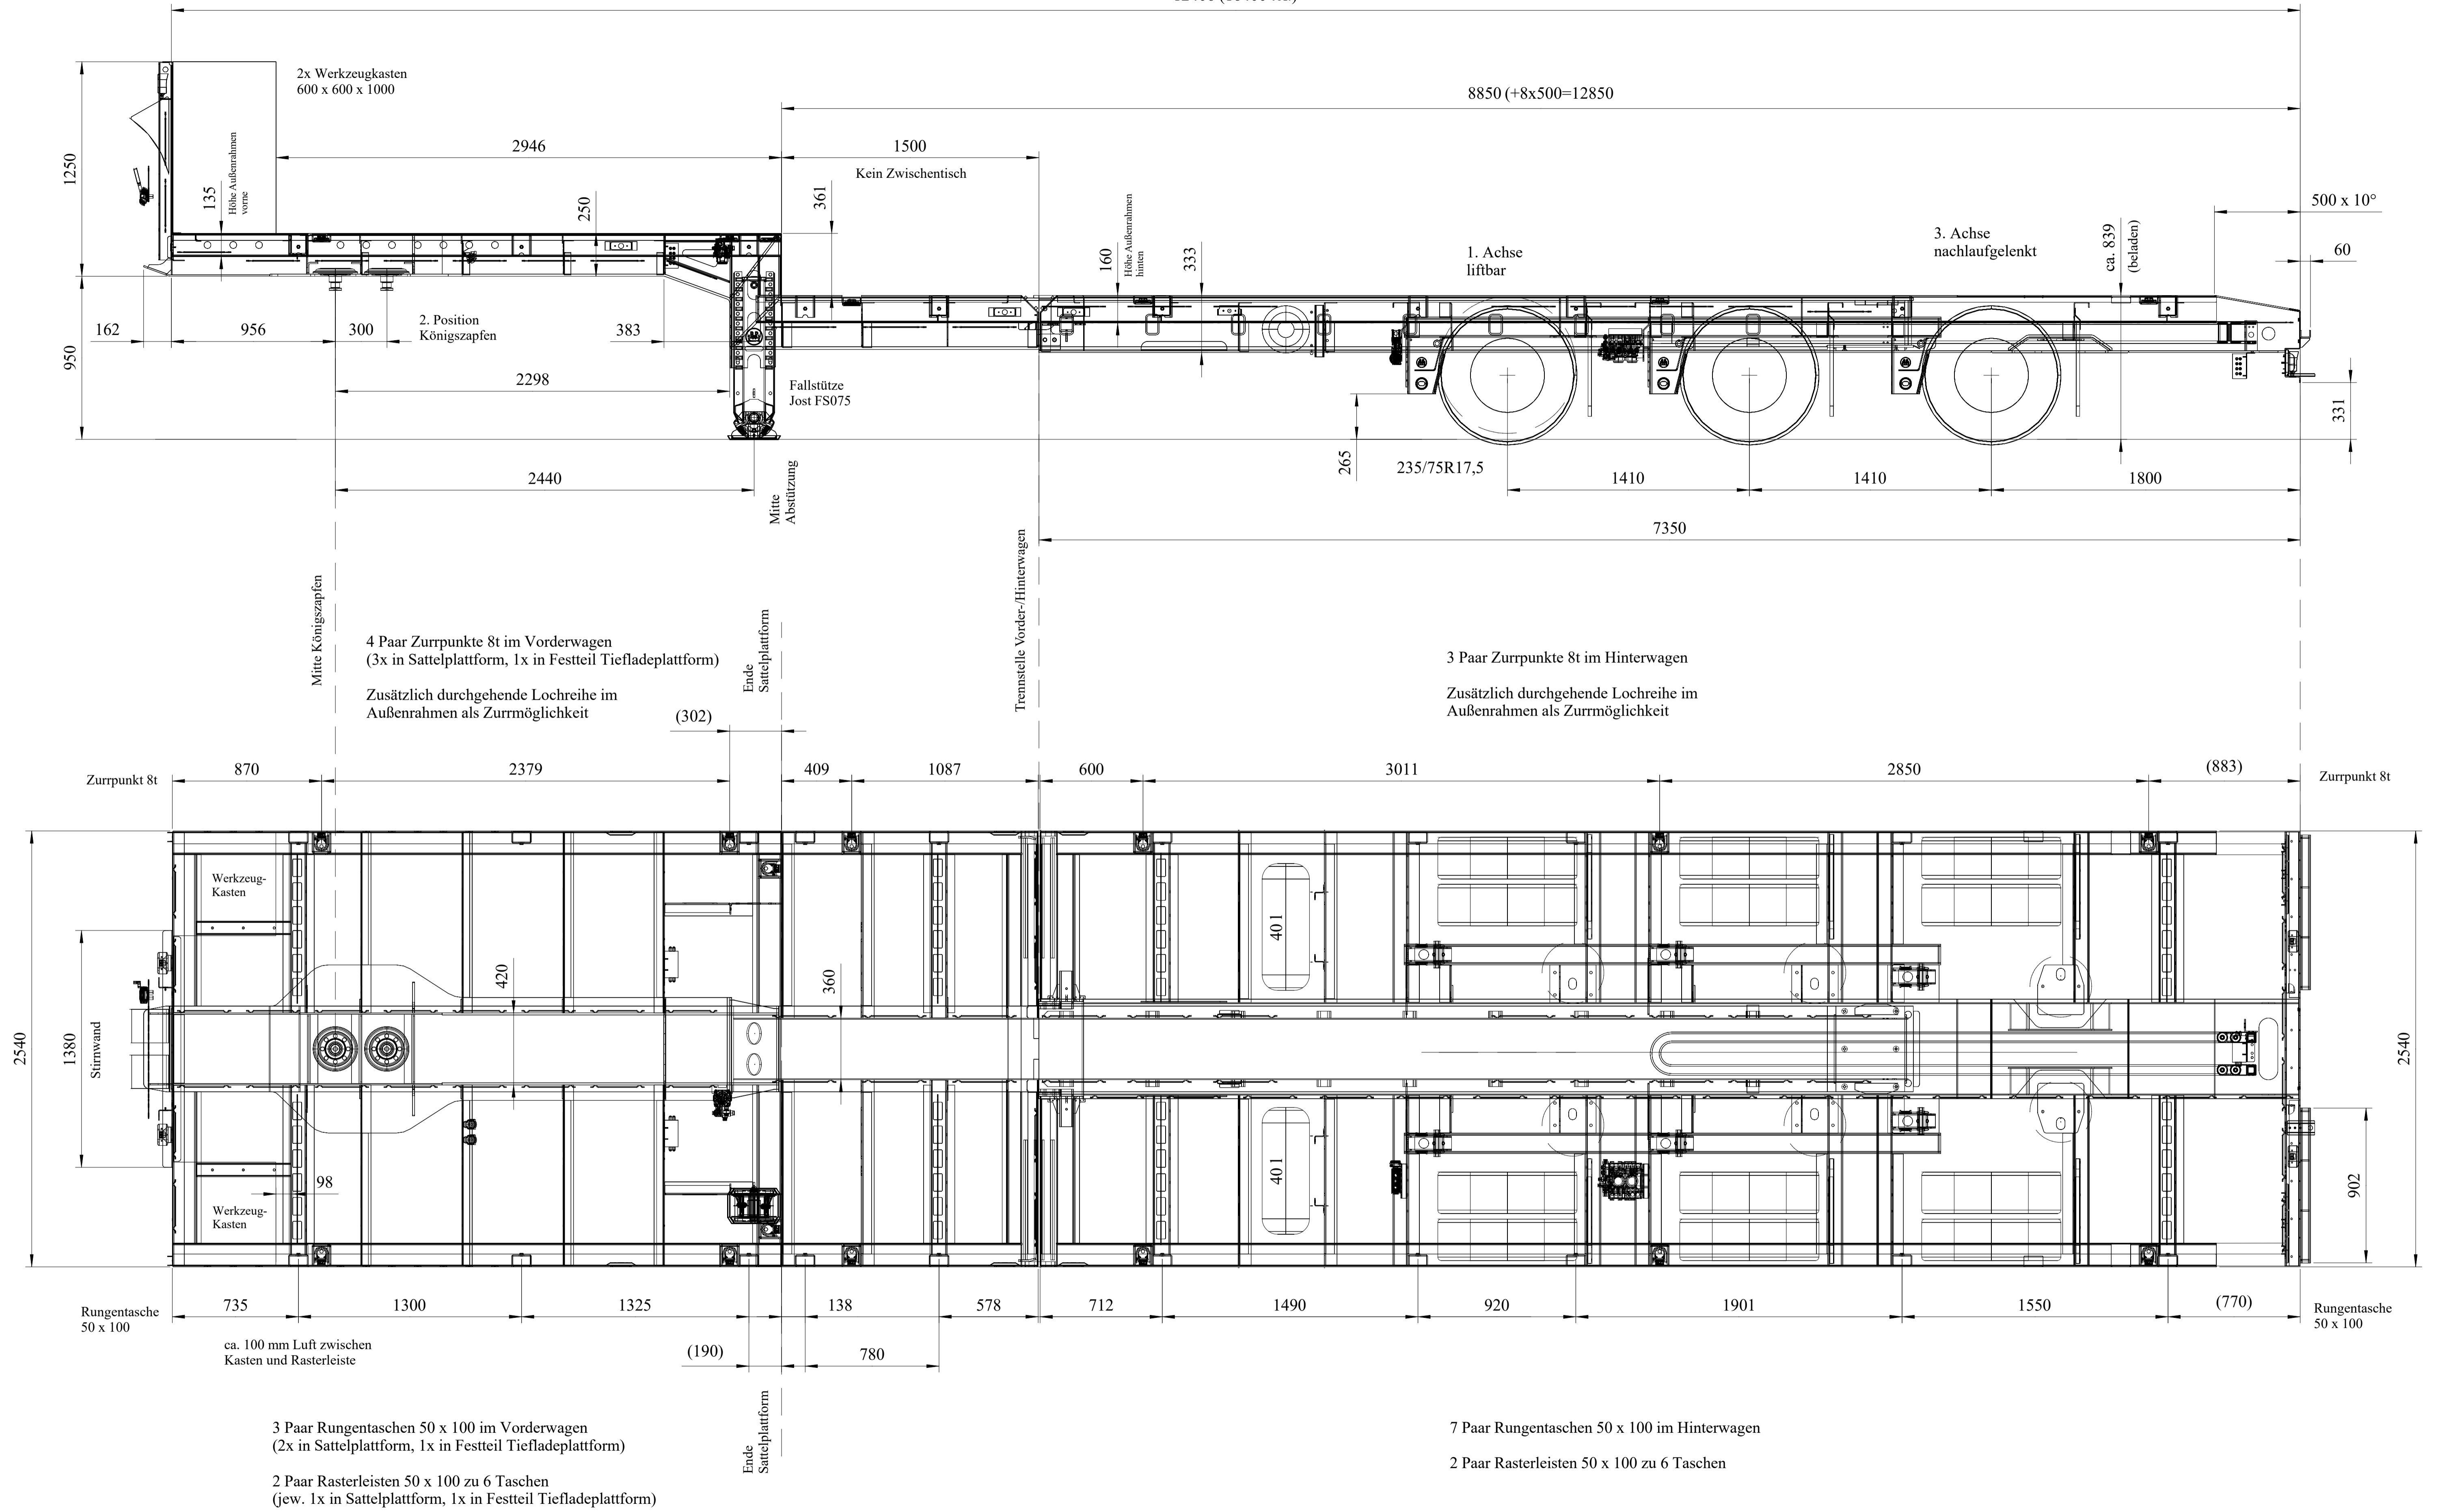 2x Werkzeugkasten
600 x 600 x 1000
8850 (+8x500=12850
2946
1500
Kein Zwischentisch
1250
135
Höhe Außenrahmen
vorne
250
361
160
Höhe Außenrahmen
hinten
333
1. Achse
liftbar
3. Achse
nachlaufgelenkt
ca. 839
(beladen)
500 x 10°
60
162
956
300
2. Position
Königszapfen
383
950
2298
Fallstütze
Jost FS075
331
265
235/75R17,5
2440
Mitte
Abstützung
1410
1410
1800
7350
Mitte Königszapfen
Trennstelle Vorder-/Hinterwagen
4 Paar Zurrpunkte 8t im Vorderwagen
(3x in Sattelplattform, 1x in Festteil Tiefladeplattform)
Zusätzlich durchgehende Lochreihe im
Außenrahmen als Zurrmöglichkeit
Ende
Sattelplattform
3 Paar Zurrpunkte 8t im Hinterwagen
Zusätzlich durchgehende Lochreihe im
Außenrahmen als Zurrmöglichkeit
(302)
Zurrpunkt 8t
870
2379
409
1087
600
3011
2850
(883)
Zurrpunkt 8t
Werkzeug-
Kasten
40 l
420
360
2540
1380
Stirnwand
2540
98
Werkzeug-
Kasten
40 l
902
Rungentasche
50 x 100
735
1300
1325
138
578
712
1490
920
1901
1550
(770)
Rungentasche
50 x 100
ca. 100 mm Luft zwischen
Kasten und Rasterleiste
(190)
780
Ende
Sattelplattform
3 Paar Rungentaschen 50 x 100 im Vorderwagen
(2x in Sattelplattform, 1x in Festteil Tiefladeplattform)
2 Paar Rasterleisten 50 x 100 zu 6 Taschen
(jew. 1x in Sattelplattform, 1x in Festteil Tiefladeplattform)
7 Paar Rungentaschen 50 x 100 im Hinterwagen
2 Paar Rasterleisten 50 x 100 zu 6 Taschen